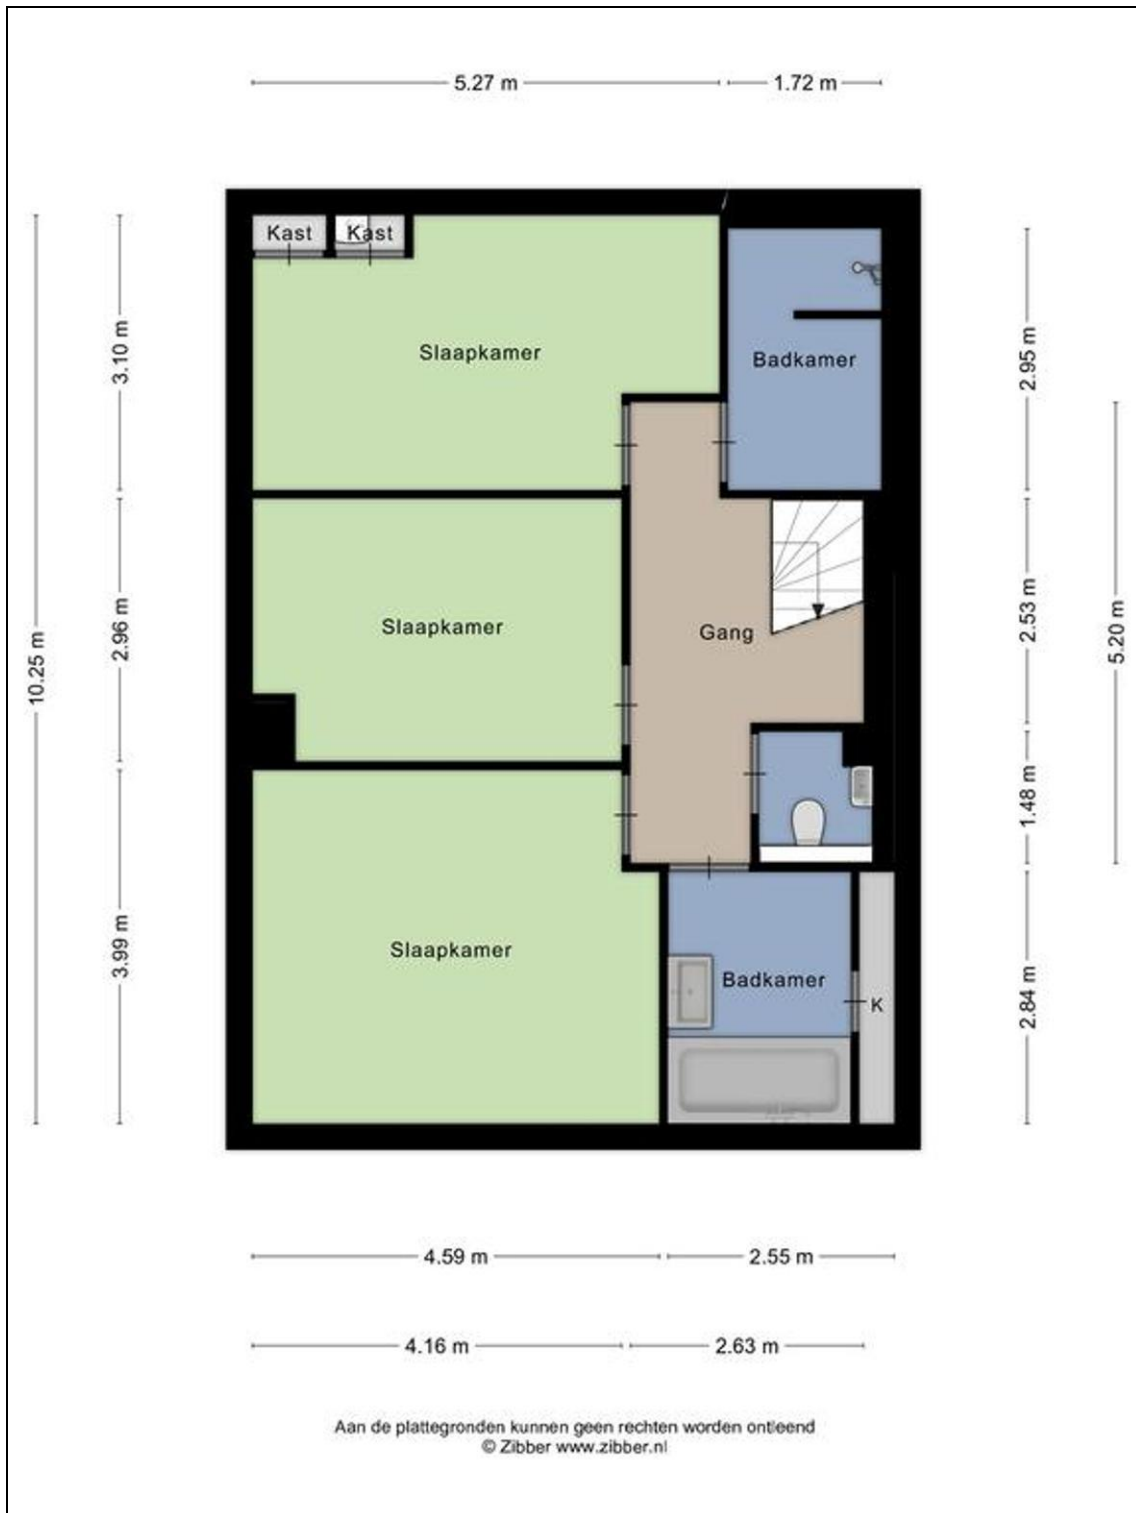 5.27 m
1.72 m
Kast
Kast
3.10 m
Slaapkamer
Badkamer
2.95 m
10.25 m
2.96 m
Slaapkamer
Gang
2.53 m
5.20 m
1.48 m
3.99 m
Slaapkamer
Badkamer
K
2.84 m
4.59 m
2.55 m
4.16 m
2.63 m
Aan de plattegronden kunnen geen rechten worden ontleend
© Zibber www.zibber.nl